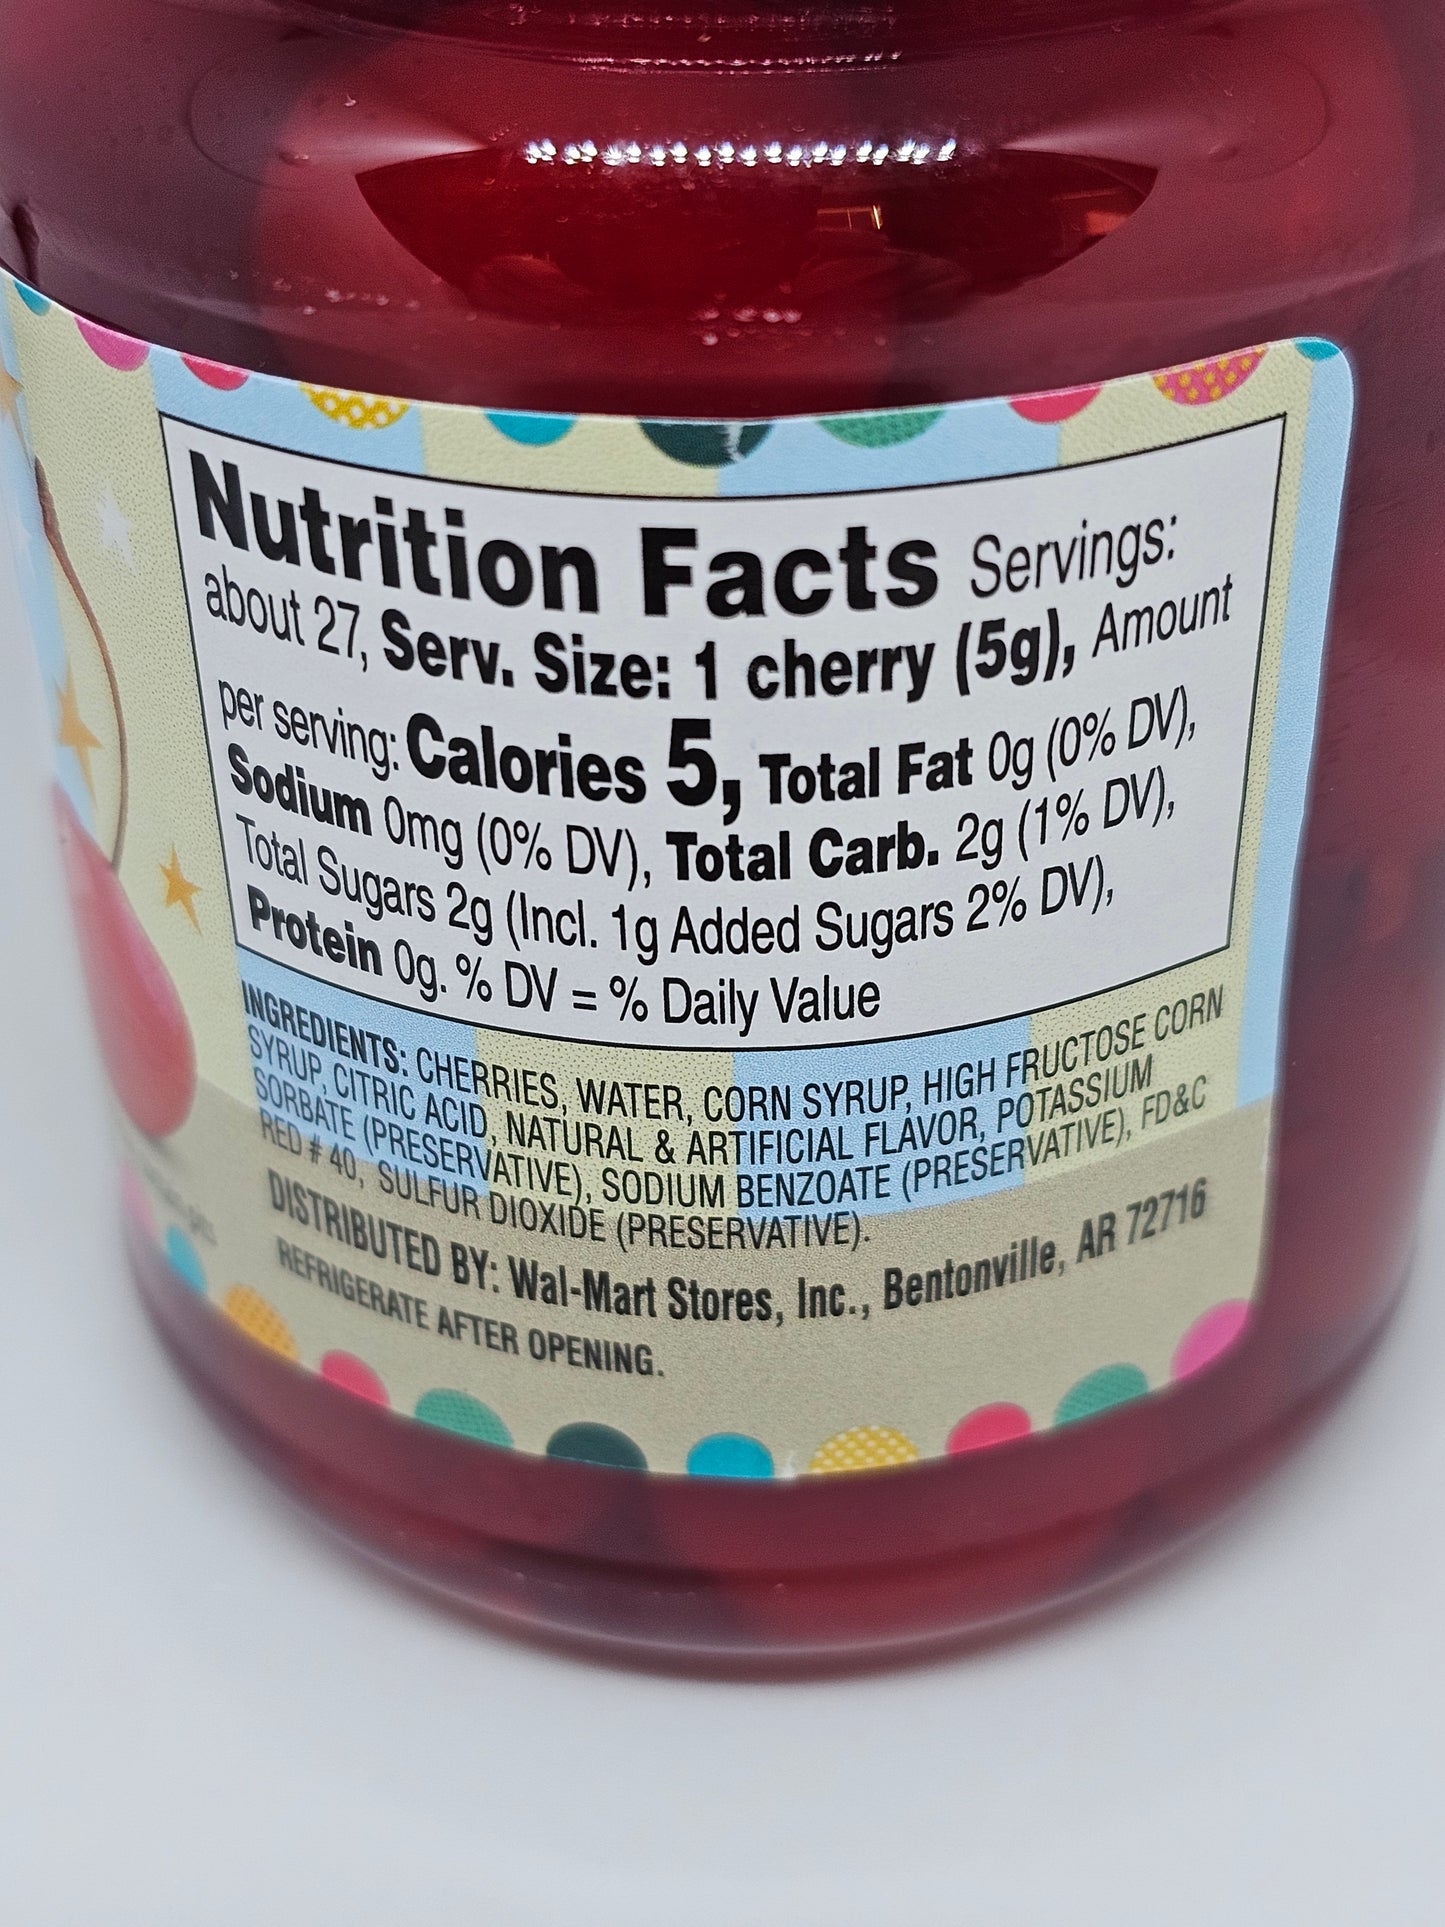 Nutrition Facts Servings:
about 27, Serv. Size: 1 cherry (5g), Amount
per serving: Calories 5, Total Fat 0g (0% DV),
Sodium 0mg (0% DV), Total Carb. 2g (1% DV),
Total Sugars 2g (Incl. 1g Added Sugars 2% DV),
Protein 0g. % DV = % Daily Value
INGREDIENTS: CHERRIES, WATER, CORN SYRUP, HIGH FRUCTOSE CORN
SYRUP, CITRIC ACID, NATURAL & ARTIFICIAL FLAVOR, POTASSIUM
SORBATE (PRESERVATIVE), SODIUM BENZOATE (PRESERVATIVE), FD&C
RED # 40, SULFUR DIOXIDE (PRESERVATIVE).
DISTRIBUTED BY: Wal-Mart Stores, Inc., Bentonville, AR 72716
REFRIGERATE AFTER OPENING.